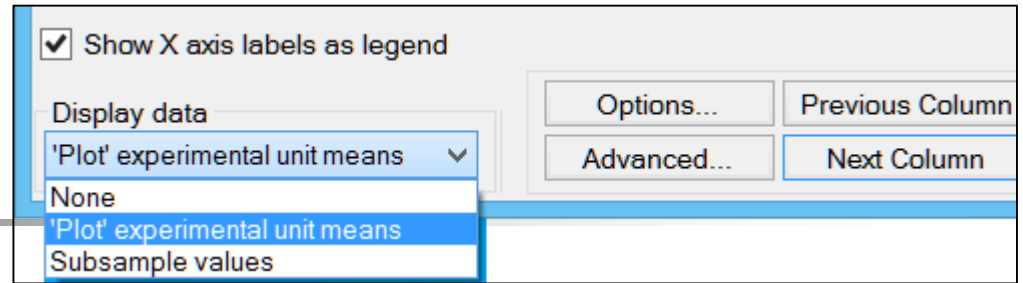 Show X axis labels as legend
Display data
'Plot' experimental unit means
None
'Plot' experimental unit means
Subsample values
Options... Previous Column
Advanced... Next Column